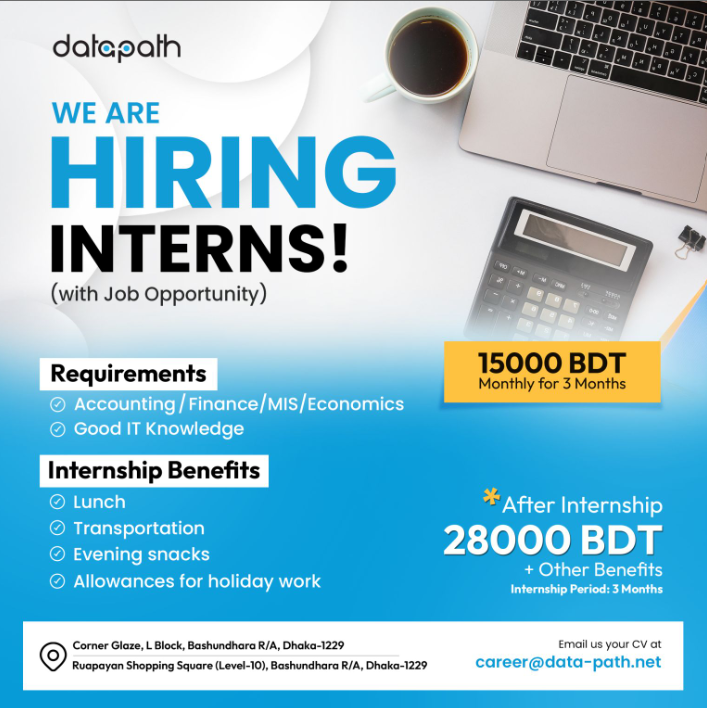 datapath
WE ARE
HIRING
INTERNS!
(with Job Opportunity)
15000 BDT
Monthly for 3 Months
Requirements
Accounting/Finance/MIS/Economics
Good IT Knowledge
Internship Benefits
Lunch
Transportation
Evening snacks
Allowances for holiday work
*After Internship
28000 BDT
+ Other Benefits
Internship Period: 3 Months
Corner Glaze, L Block, Bashundhara R/A, Dhaka-1229
Ruapayan Shopping Square (Level-10), Bashundhara R/A, Dhaka-1229
Email us your CV at
career@data-path.net